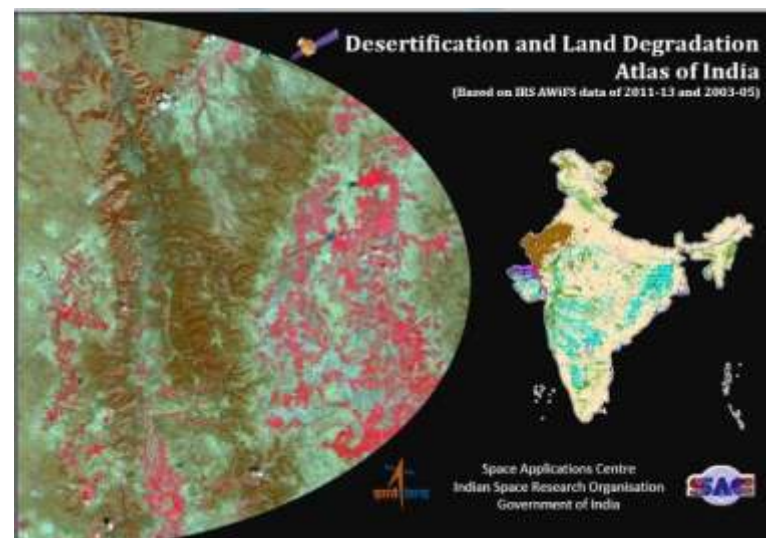 Desertification and Land Degradation
Atlas of India
(Based on IRS AWiFS data of 2011-13 and 2003-05)
Space Applications Centre
Indian Space Research Organisation
Government of India
SAC